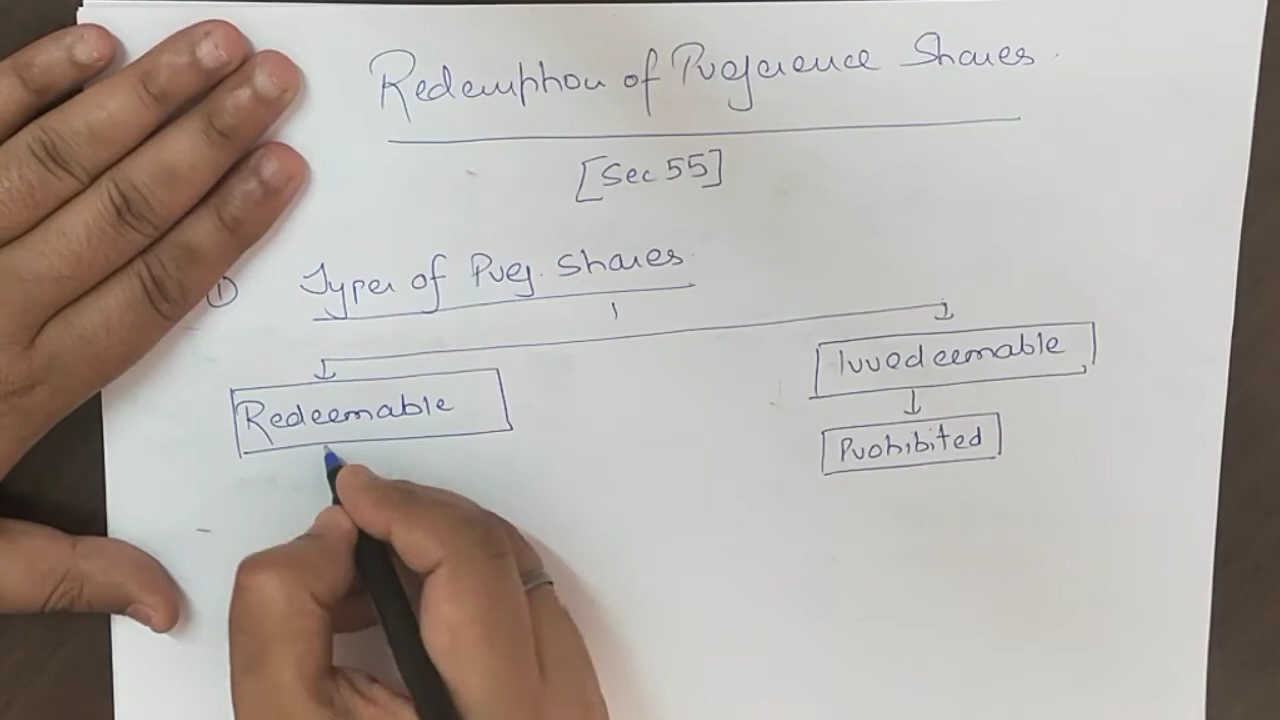 Redemption of Preference Shares.
[Sec 55]
① Types of Pref. Shares
Redeemable
Irredeemable
Prohibited